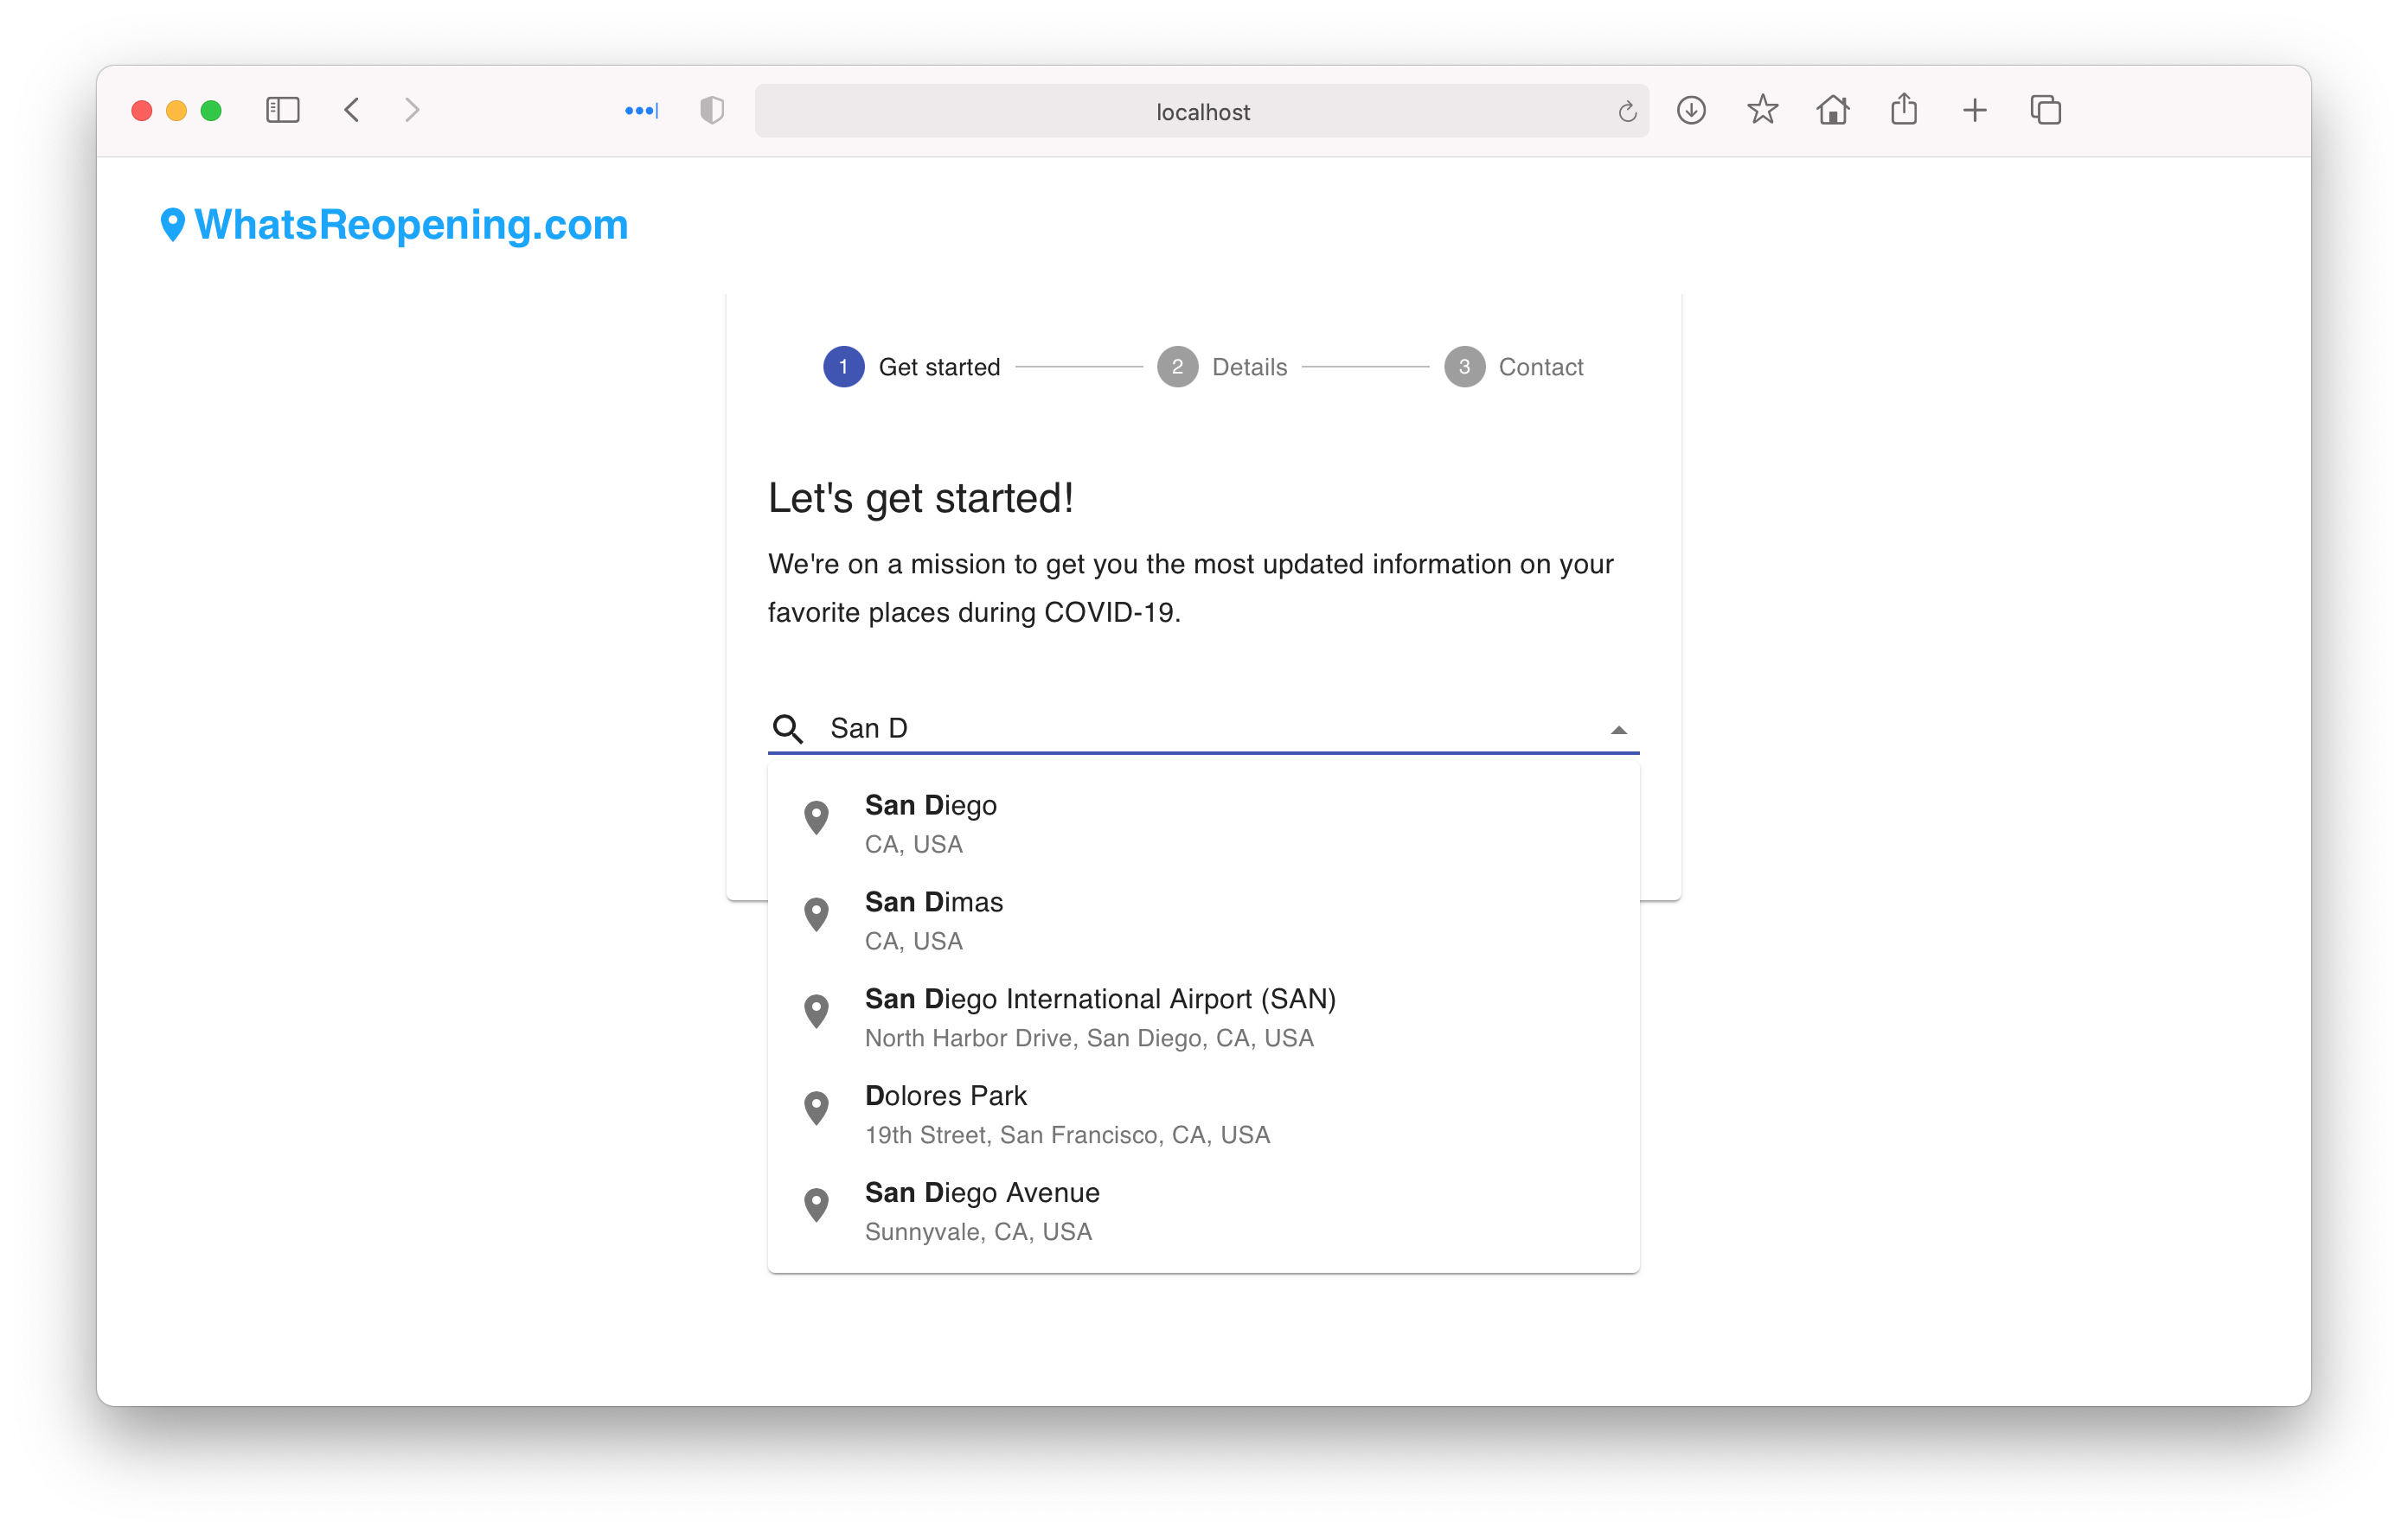 localhost
WhatsReopening.com
1 Get started 2 Details 3 Contact
Let's get started!
We're on a mission to get you the most updated information on your
favorite places during COVID-19.
San D
San Diego
CA, USA
San Dimas
CA, USA
San Diego International Airport (SAN)
North Harbor Drive, San Diego, CA, USA
Dolores Park
19th Street, San Francisco, CA, USA
San Diego Avenue
Sunnyvale, CA, USA